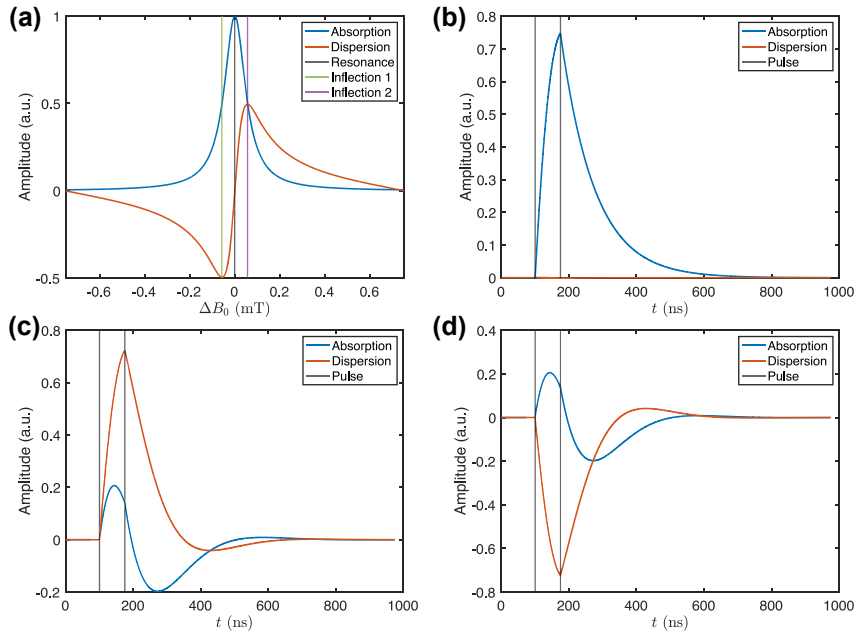 (a)
1
0.5
0
-0.5
Amplitude (a.u.)
-0.6 -0.4 -0.2 0 0.2 0.4 0.6
ΔB₀ (mT)
Absorption
Dispersion
Resonance
Inflection 1
Inflection 2
(b)
0.8
0.7
0.6
0.5
0.4
0.3
0.2
0.1
0
Amplitude (a.u.)
0 200 400 600 800 1000
t (ns)
Absorption
Dispersion
Pulse
(c)
0.8
0.6
0.4
0.2
0
-0.2
Amplitude (a.u.)
0 200 400 600 800 1000
t (ns)
Absorption
Dispersion
Pulse
(d)
0.4
0.2
0
-0.2
-0.4
-0.6
-0.8
Amplitude (a.u.)
0 200 400 600 800 1000
t (ns)
Absorption
Dispersion
Pulse